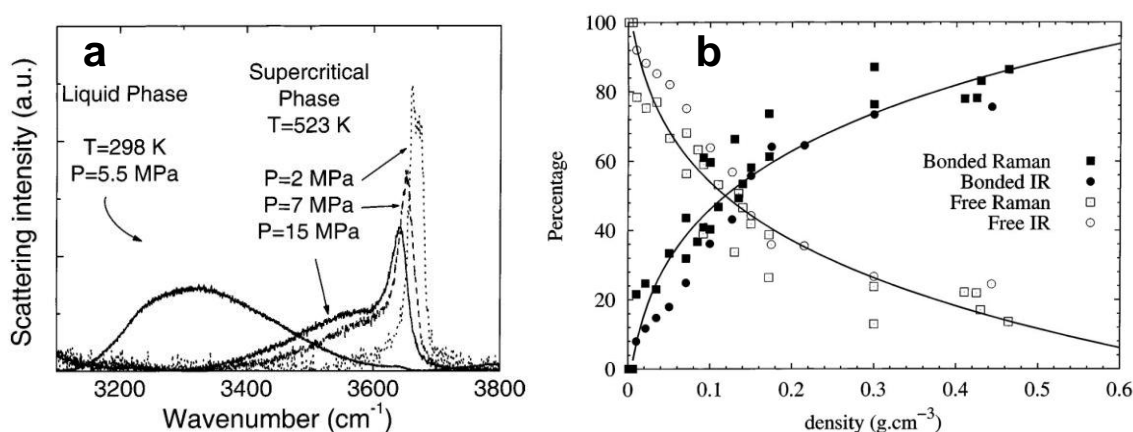 a
Scattering intensity (a.u.)
Liquid Phase
T=298 K
P=5.5 MPa
Supercritical
Phase
T=523 K
P=2 MPa
P=7 MPa
P=15 MPa
3200
3400
3600
3800
Wavenumber (cm⁻¹)
b
Percentage
100
80
60
40
20
0
Bonded Raman
Bonded IR
Free Raman
Free IR
0
0.1
0.2
0.3
0.4
0.5
0.6
density (g.cm⁻³)